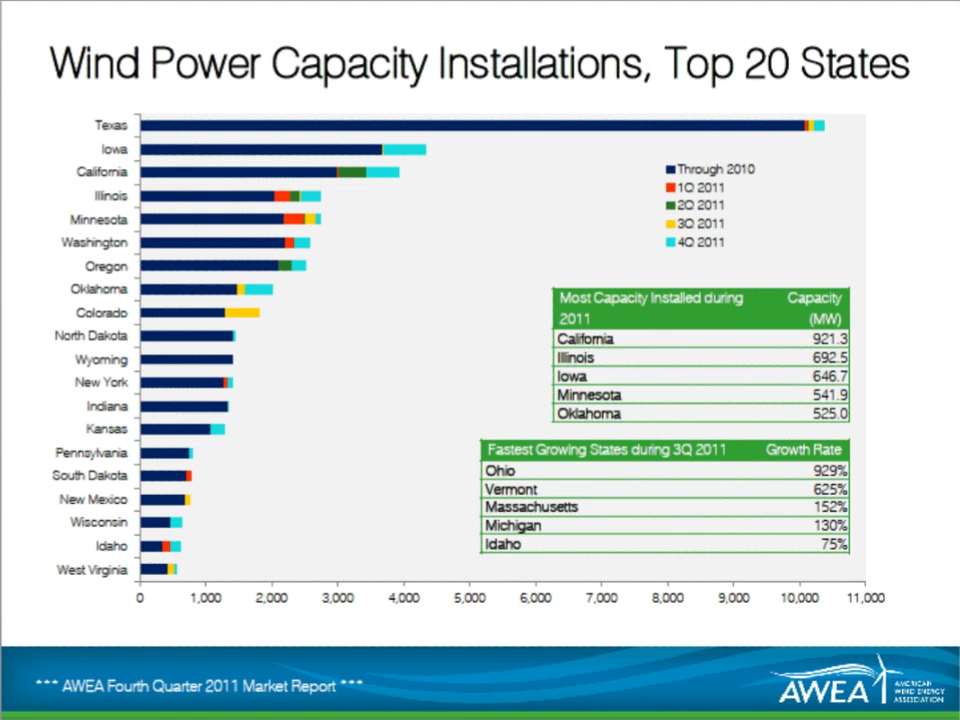 Wind Power Capacity Installations, Top 20 States
Texas
Iowa
California
Illinois
Minnesota
Washington
Oregon
Oklahoma
Colorado
North Dakota
Wyoming
New York
Indiana
Kansas
Pennsylvania
South Dakota
New Mexico
Wisconsin
Idaho
West Virginia
0 1,000 2,000 3,000 4,000 5,000 6,000 7,000 8,000 9,000 10,000 11,000
Through 2010
1Q 2011
2Q 2011
3Q 2011
4Q 2011
Most Capacity Installed during Capacity
2011 (MW)
California 921.3
Illinois 692.5
Iowa 646.7
Minnesota 541.9
Oklahoma 525.0
Fastest Growing States during 3Q 2011 Growth Rate
Ohio 929%
Vermont 625%
Massachusetts 152%
Michigan 130%
Idaho 75%
*** AWEA Fourth Quarter 2011 Market Report ***
AWEA
AMERICAN
WIND ENERGY
ASSOCIATION